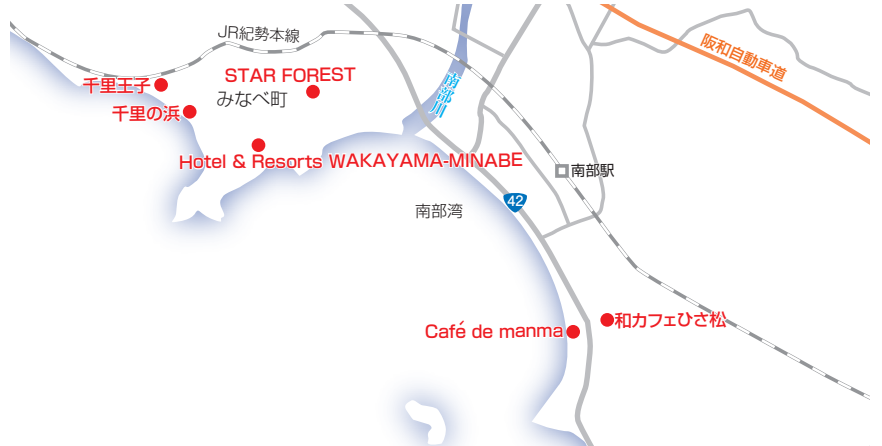 JR紀勢本線
阪和自動車道
STAR FOREST
千里王子
みなべ町
南部川
千里の浜
Hotel & Resorts WAKAYAMA-MINABE
南部駅
42
南部湾
和カフェひさ松
Café de manma